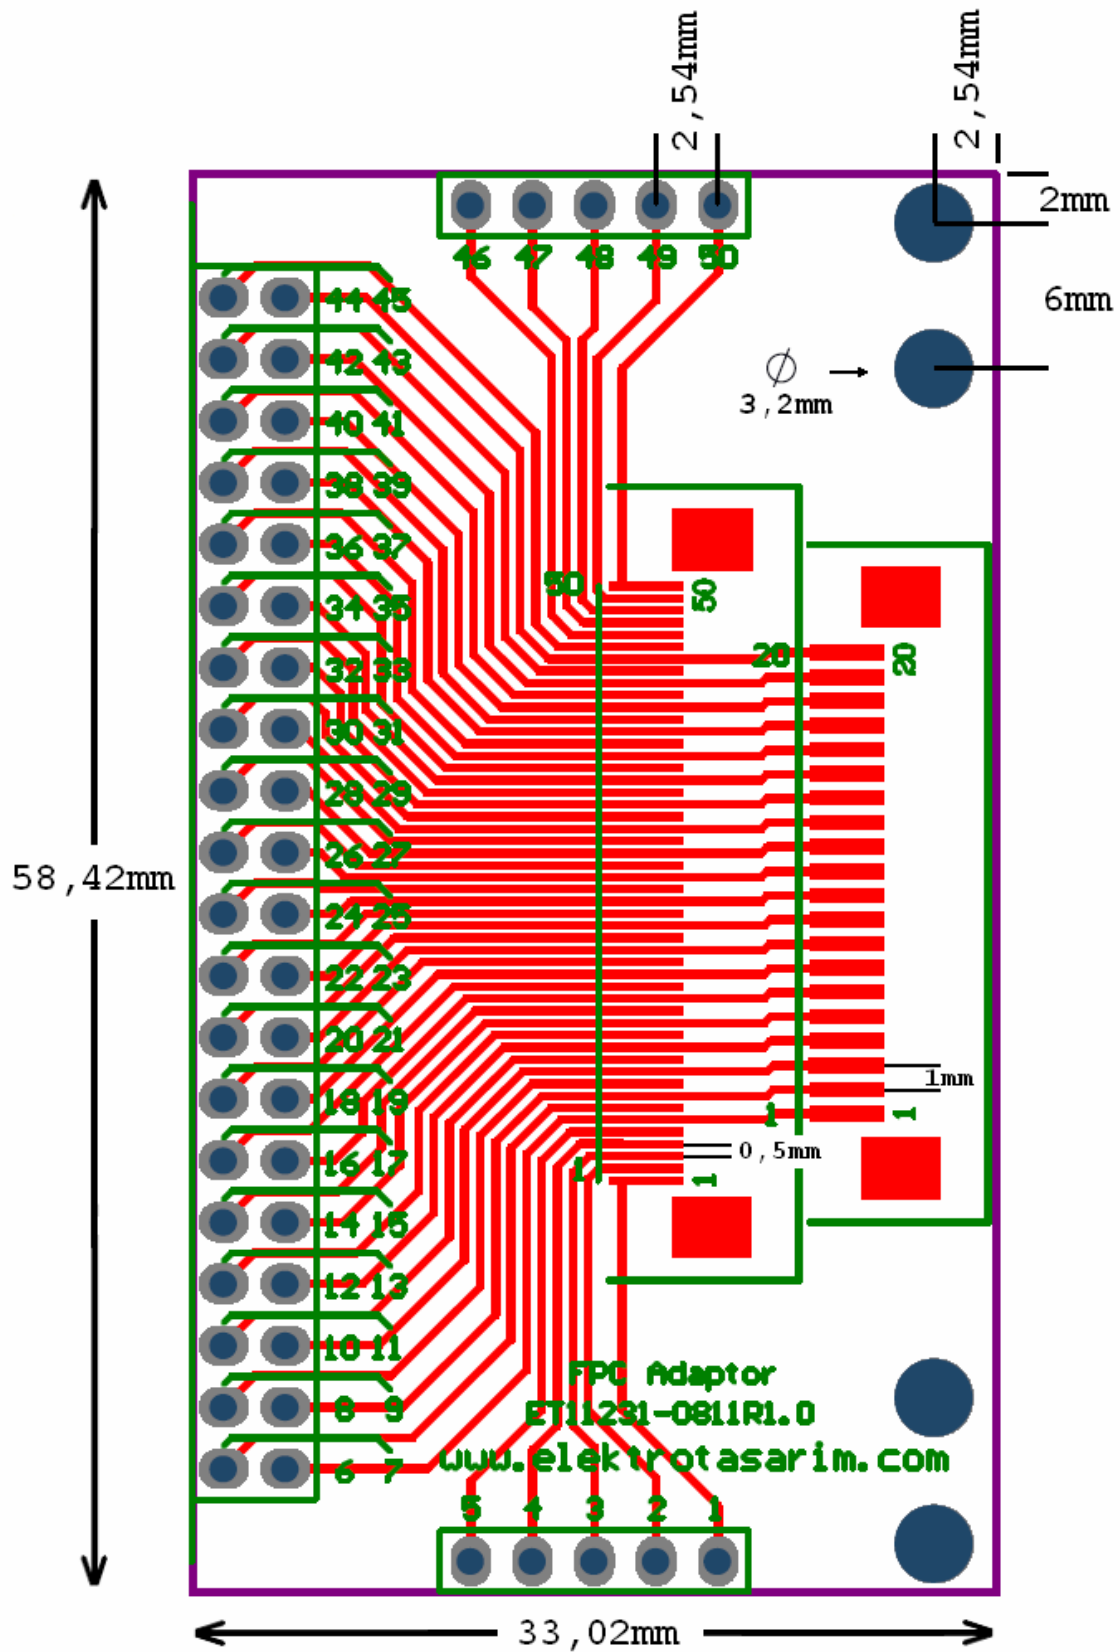 2,54mm
2,54mm
2mm
46 47 48 49 50
44 45
6mm
42 43
Ø
3,2mm
40 41
38 39
36 37
50
50
34 35
32 33
20
20
30 31
28 29
26 27
58,42mm
24 25
22 23
20 21
1mm
18 19
1
1
0,5mm
16 17
1
1
14 15
12 13
10 11
FPC Adaptor
8 9
ET11231-0811R1.0
www.elektrotasarim.com
6 7
5 4 3 2 1
33,02mm